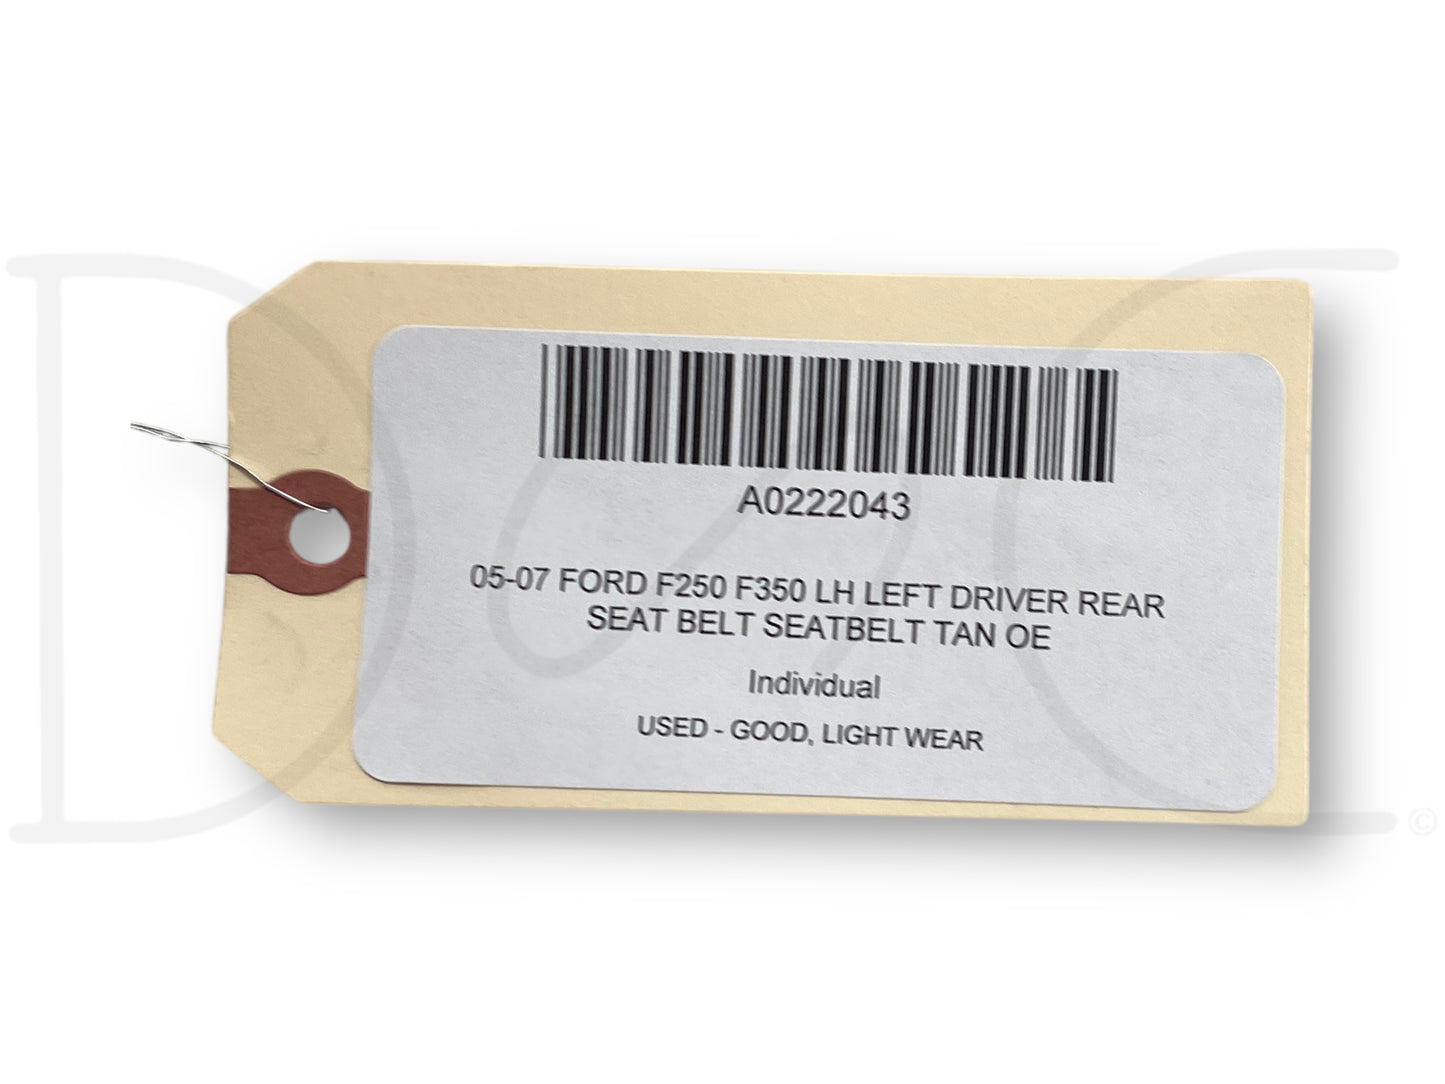 A0222043
05-07 FORD F250 F350 LH LEFT DRIVER REAR
SEAT BELT SEATBELT TAN OE
Individual
USED - GOOD, LIGHT WEAR
©